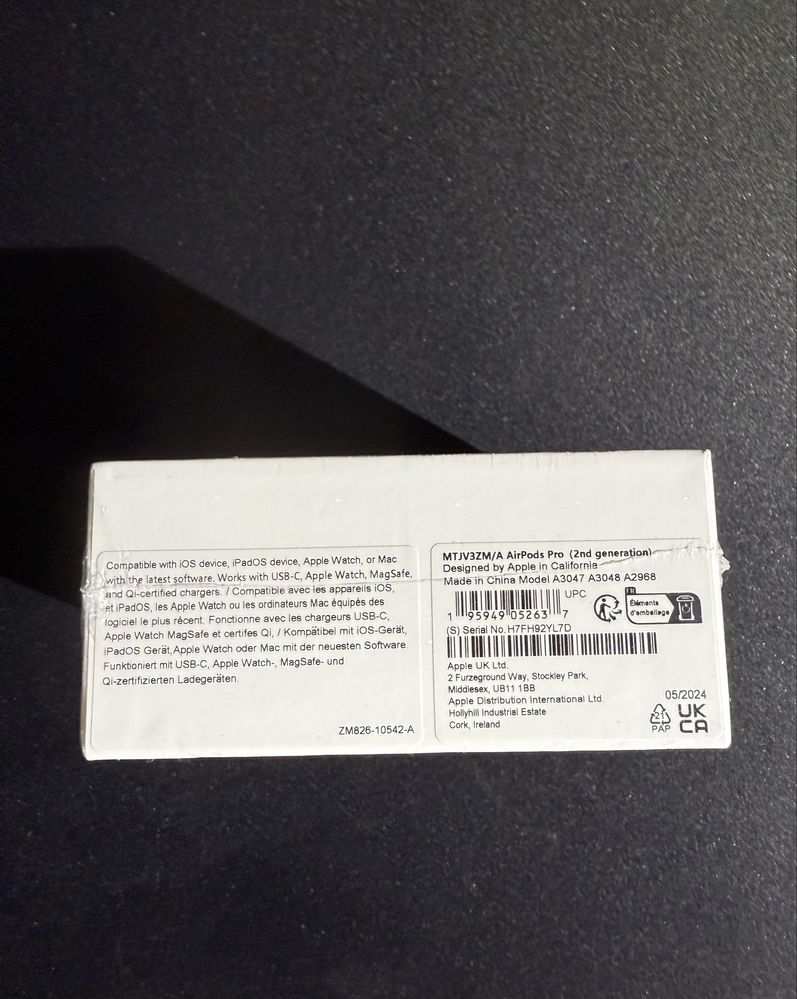 Compatible with iOS device, iPadOS device, Apple Watch, or Mac
with the latest software. Works with USB-C, Apple Watch, MagSafe,
and Qi-certified chargers. / Compatible avec les appareils iOS,
et iPadOS, les Apple Watch ou les ordinateurs Mac équipés des
logiciel le plus récent. Fonctionne avec les chargeurs USB-C,
Apple Watch MagSafe et certifes Qi, / Kompatibel mit iOS-Gerät,
iPadOS Gerät,Apple Watch oder Mac mit der neuesten Software.
Funktioniert mit USB-C, Apple Watch-, MagSafe- und
Qi-zertifizierten Ladegeräten.
ZM826-10542-A
MTJV3ZM/A AirPods Pro (2nd generation)
Designed by Apple in California
Made in China Model A3047 A3048 A2968
UPC
1 95949 05263 7
FR
Éléments
d'emballage
(S) Serial No. H7FH92YL7D
Apple UK Ltd.
2 Furzeground Way, Stockley Park,
Middlesex, UB11 1BB
Apple Distribution International Ltd
Hollyhill Industrial Estate
Cork, Ireland
05/2024
21
PAP
UK
CA